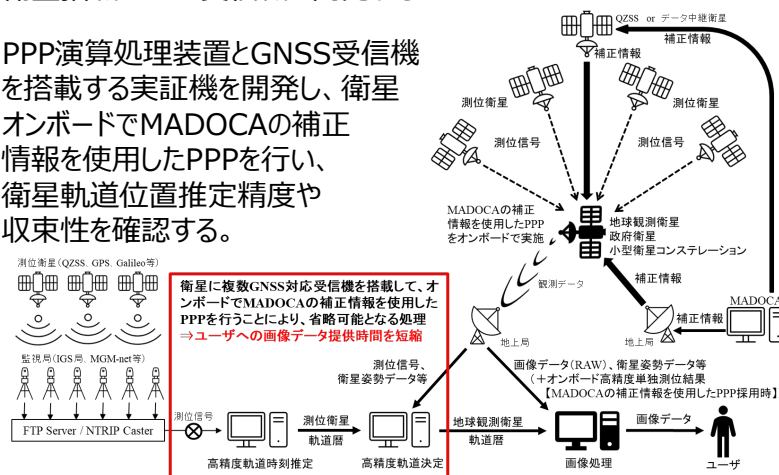 PPP演算処理装置とGNSS受信機
を搭載する実証機を開発し、衛星
オンボードでMADOCAの補正
情報を使用したPPPを行い、
衛星軌道位置推定精度や
収束性を確認する。
QZSS or データ中継衛星
補正情報
補正情報
測位衛星
測位衛星
測位信号
測位信号
MADOCAの補正
情報を使用したPPP
をオンボードで実施
地球観測衛星
政府衛星
小型衛星コンステレーション
観測データ
補正情報
MADOCA
補正情報
地上局
地上局
測位衛星(QZSS、GPS、Galileo等)
監視局(IGS局、MGM-net等)
FTP Server / NTRIP Caster
測位信号
衛星に複数GNSS対応受信機を搭載して、オ
ンボードでMADOCAの補正情報を使用した
PPPを行うことにより、省略可能となる処理
⇒ユーザへの画像データ提供時間を短縮
測位信号、
衛星姿勢データ等
測位衛星
軌道暦
高精度軌道時刻推定
高精度軌道決定
地球観測衛星
軌道暦
画像データ(RAW)、衛星姿勢データ等
(+オンボード高精度単独測位結果
【MADOCAの補正情報を使用したPPP採用時】
画像処理
画像データ
ユーザ